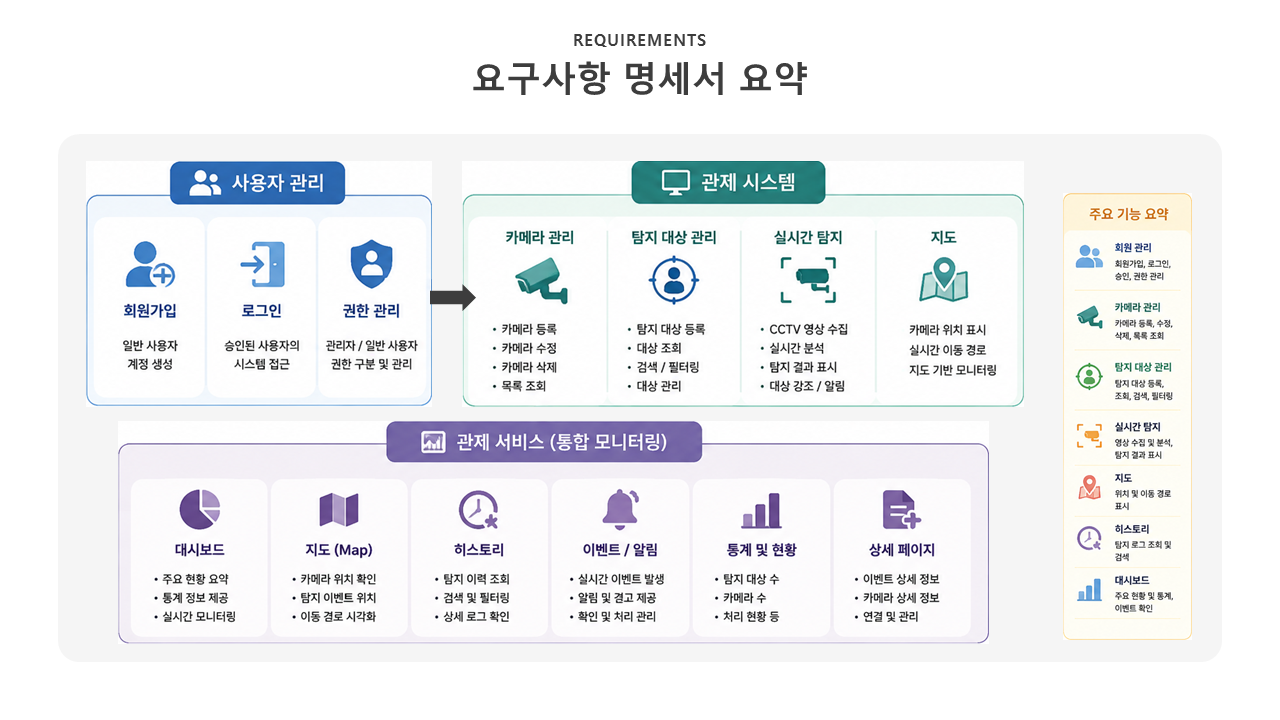 REQUIREMENTS
요구사항 명세서 요약
사용자 관리
회원가입
일반 사용자
계정 생성
로그인
승인된 사용자의
시스템 접근
권한 관리
관리자 / 일반 사용자
권한 구분 및 관리
관제 시스템
카메라 관리
• 카메라 등록
• 카메라 수정
• 카메라 삭제
• 목록 조회
탐지 대상 관리
• 탐지 대상 등록
• 대상 조회
• 검색 / 필터링
• 대상 관리
실시간 탐지
• CCTV 영상 수집
• 실시간 분석
• 탐지 결과 표시
• 대상 강조 / 알림
지도
카메라 위치 표시
실시간 이동 경로
지도 기반 모니터링
관제 서비스 (통합 모니터링)
대시보드
• 주요 현황 요약
• 통계 정보 제공
• 실시간 모니터링
지도 (Map)
• 카메라 위치 확인
• 탐지 이벤트 위치
• 이동 경로 시각화
히스토리
• 탐지 이력 조회
• 검색 및 필터링
• 상세 로그 확인
이벤트 / 알림
• 실시간 이벤트 발생
• 알림 및 경고 제공
• 확인 및 처리 관리
통계 및 현황
• 탐지 대상 수
• 카메라 수
• 처리 현황 등
상세 페이지
• 이벤트 상세 정보
• 카메라 상세 정보
• 연결 및 관리
주요 기능 요약
회원 관리
회원가입, 로그인,
승인, 권한 관리
카메라 관리
카메라 등록, 수정,
삭제, 목록 조회
탐지 대상 관리
탐지 대상 등록,
조회, 검색, 필터링
실시간 탐지
영상 수집 및 분석,
탐지 결과 표시
지도
위치 및 이동 경로
표시
히스토리
탐지 로그 조회 및
검색
대시보드
주요 현황 및 통계,
이벤트 확인